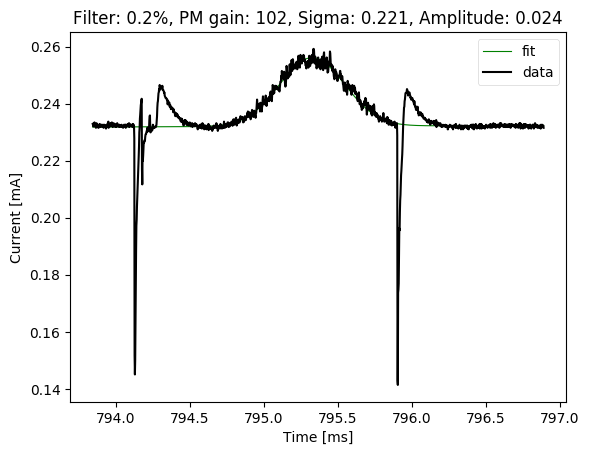 Filter: 0.2%, PM gain: 102, Sigma: 0.221, Amplitude: 0.024
fit
data
0.26
0.24
0.22
0.20
0.18
0.16
0.14
Current [mA]
794.0 794.5 795.0 795.5 796.0 796.5 797.0
Time [ms]